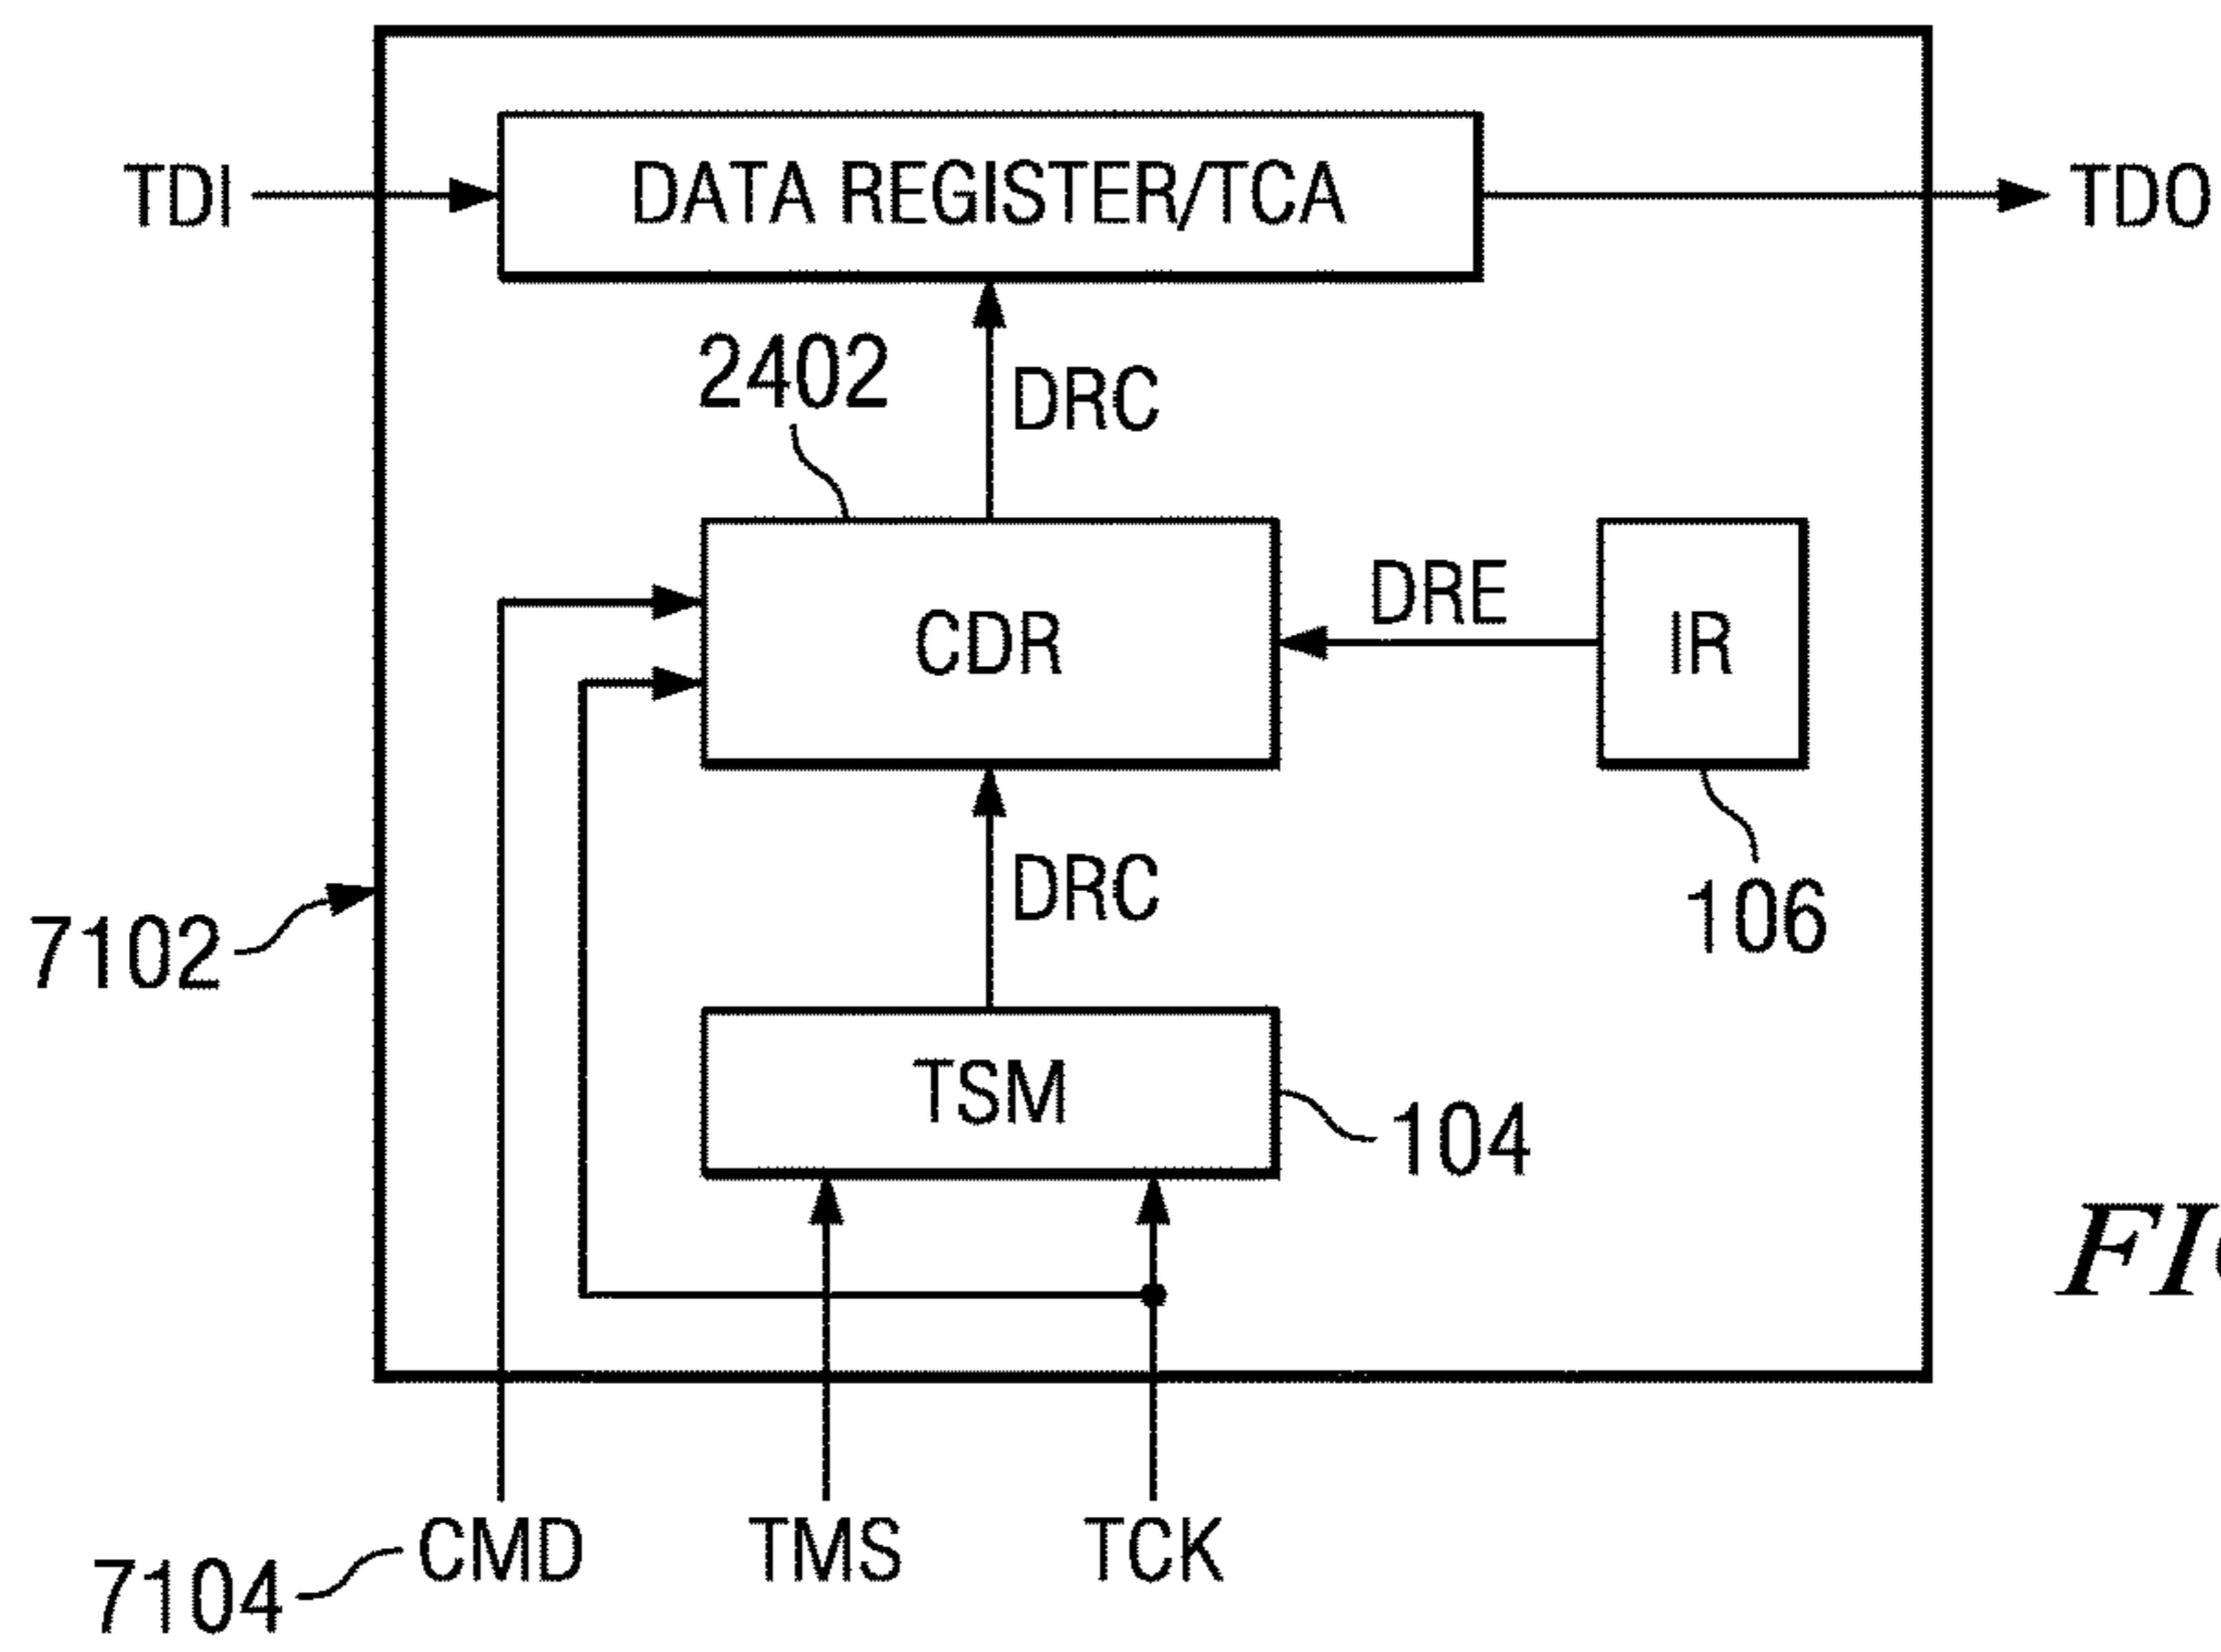 TDI
DATA REGISTER/TCA
TDO
2402
DRC
CDR
DRE
IR
DRC
106
7102
TSM
104
FI
CMD
TMS
TCK
7104